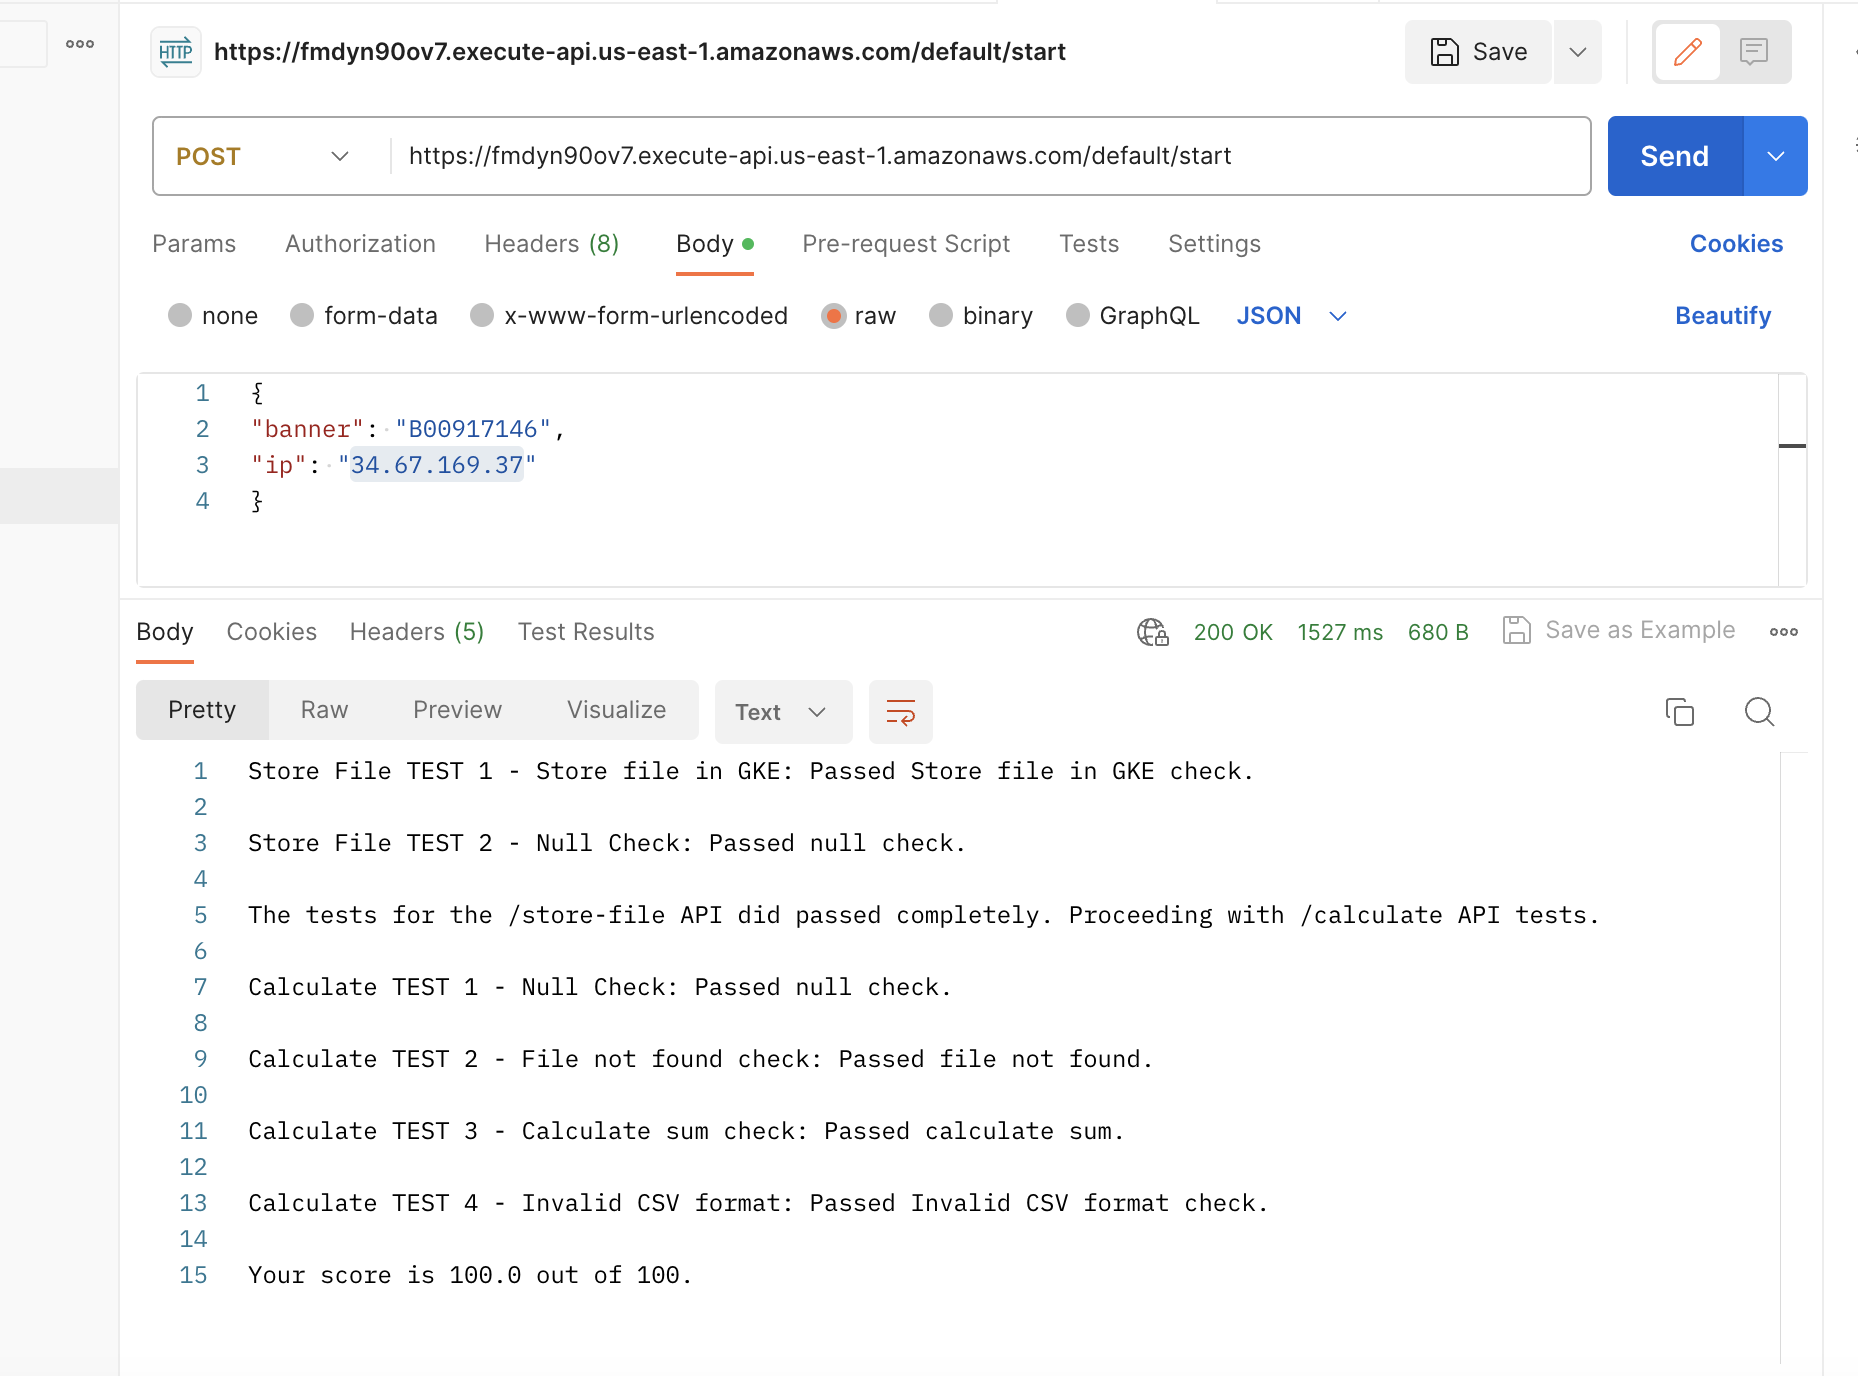 HTTP https://fmdyn90ov7.execute-api.us-east-1.amazonaws.com/default/start Save
POST https://fmdyn90ov7.execute-api.us-east-1.amazonaws.com/default/start Send
Params Authorization Headers (8) Body Pre-request Script Tests Settings Cookies
none form-data x-www-form-urlencoded raw binary GraphQL JSON Beautify
1 {
2 "banner": "B00917146",
3 "ip": "34.67.169.37"
4 }
Body Cookies Headers (5) Test Results 200 OK 1527 ms 680 B Save as Example
Pretty Raw Preview Visualize Text
1 Store File TEST 1 - Store file in GKE: Passed Store file in GKE check.
2
3 Store File TEST 2 - Null Check: Passed null check.
4
5 The tests for the /store-file API did passed completely. Proceeding with /calculate API tests.
6
7 Calculate TEST 1 - Null Check: Passed null check.
8
9 Calculate TEST 2 - File not found check: Passed file not found.
10
11 Calculate TEST 3 - Calculate sum check: Passed calculate sum.
12
13 Calculate TEST 4 - Invalid CSV format: Passed Invalid CSV format check.
14
15 Your score is 100.0 out of 100.